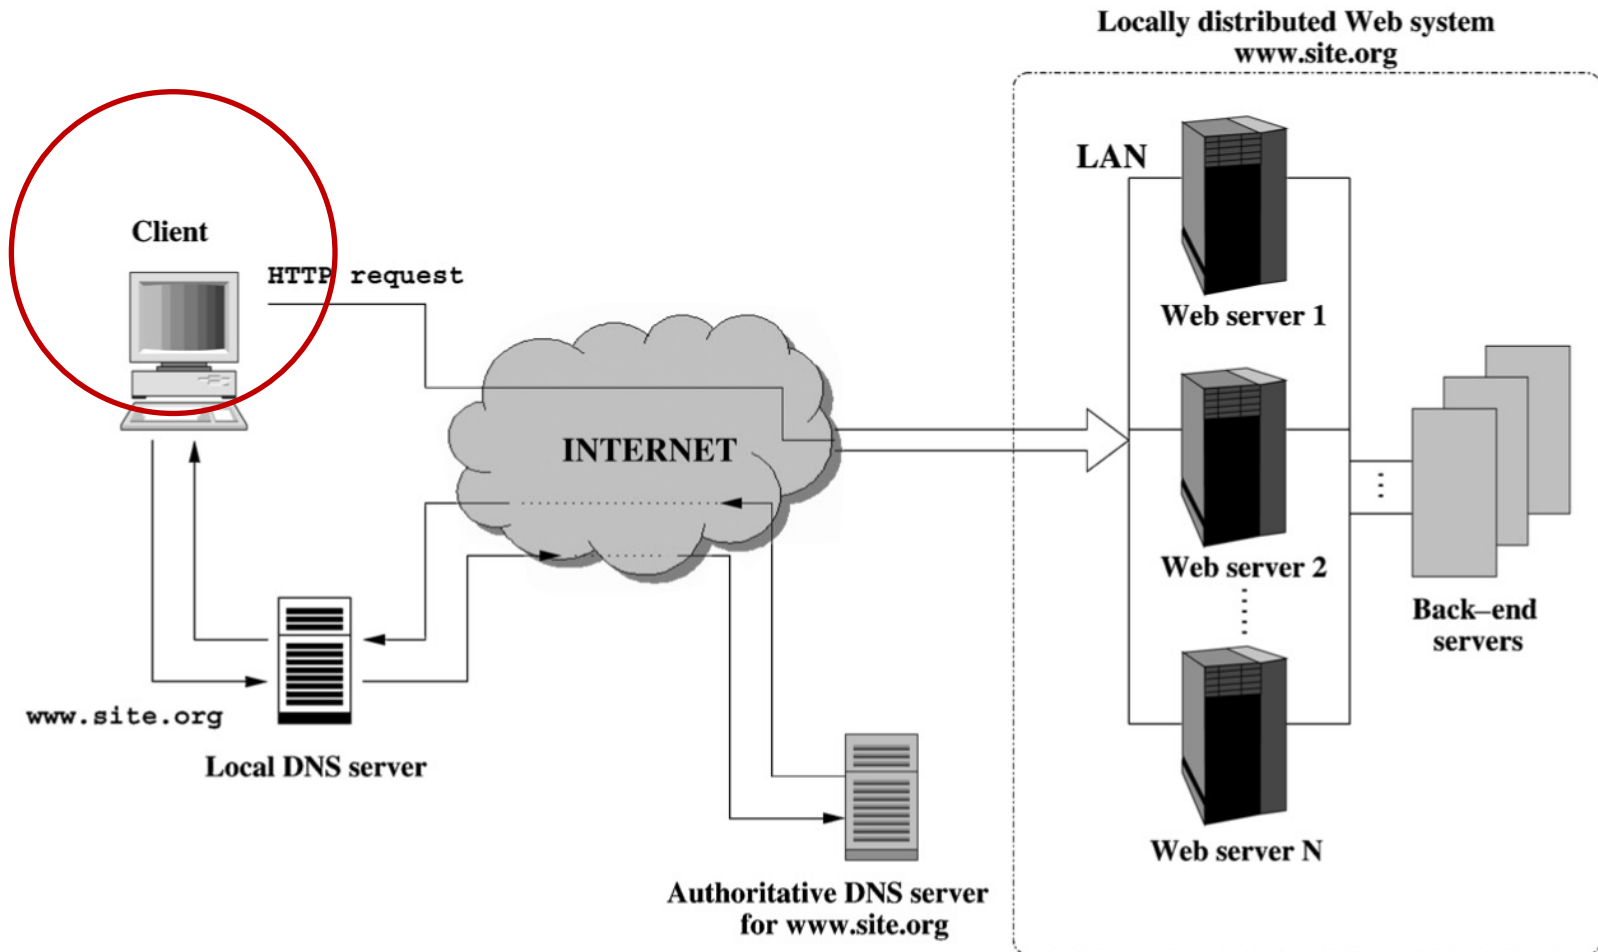 Locally distributed Web system
www.site.org
LAN
Client
HTTP request
Web server 1
INTERNET
Web server 2
Back–end
servers
www.site.org
Local DNS server
Web server N
Authoritative DNS server
for www.site.org